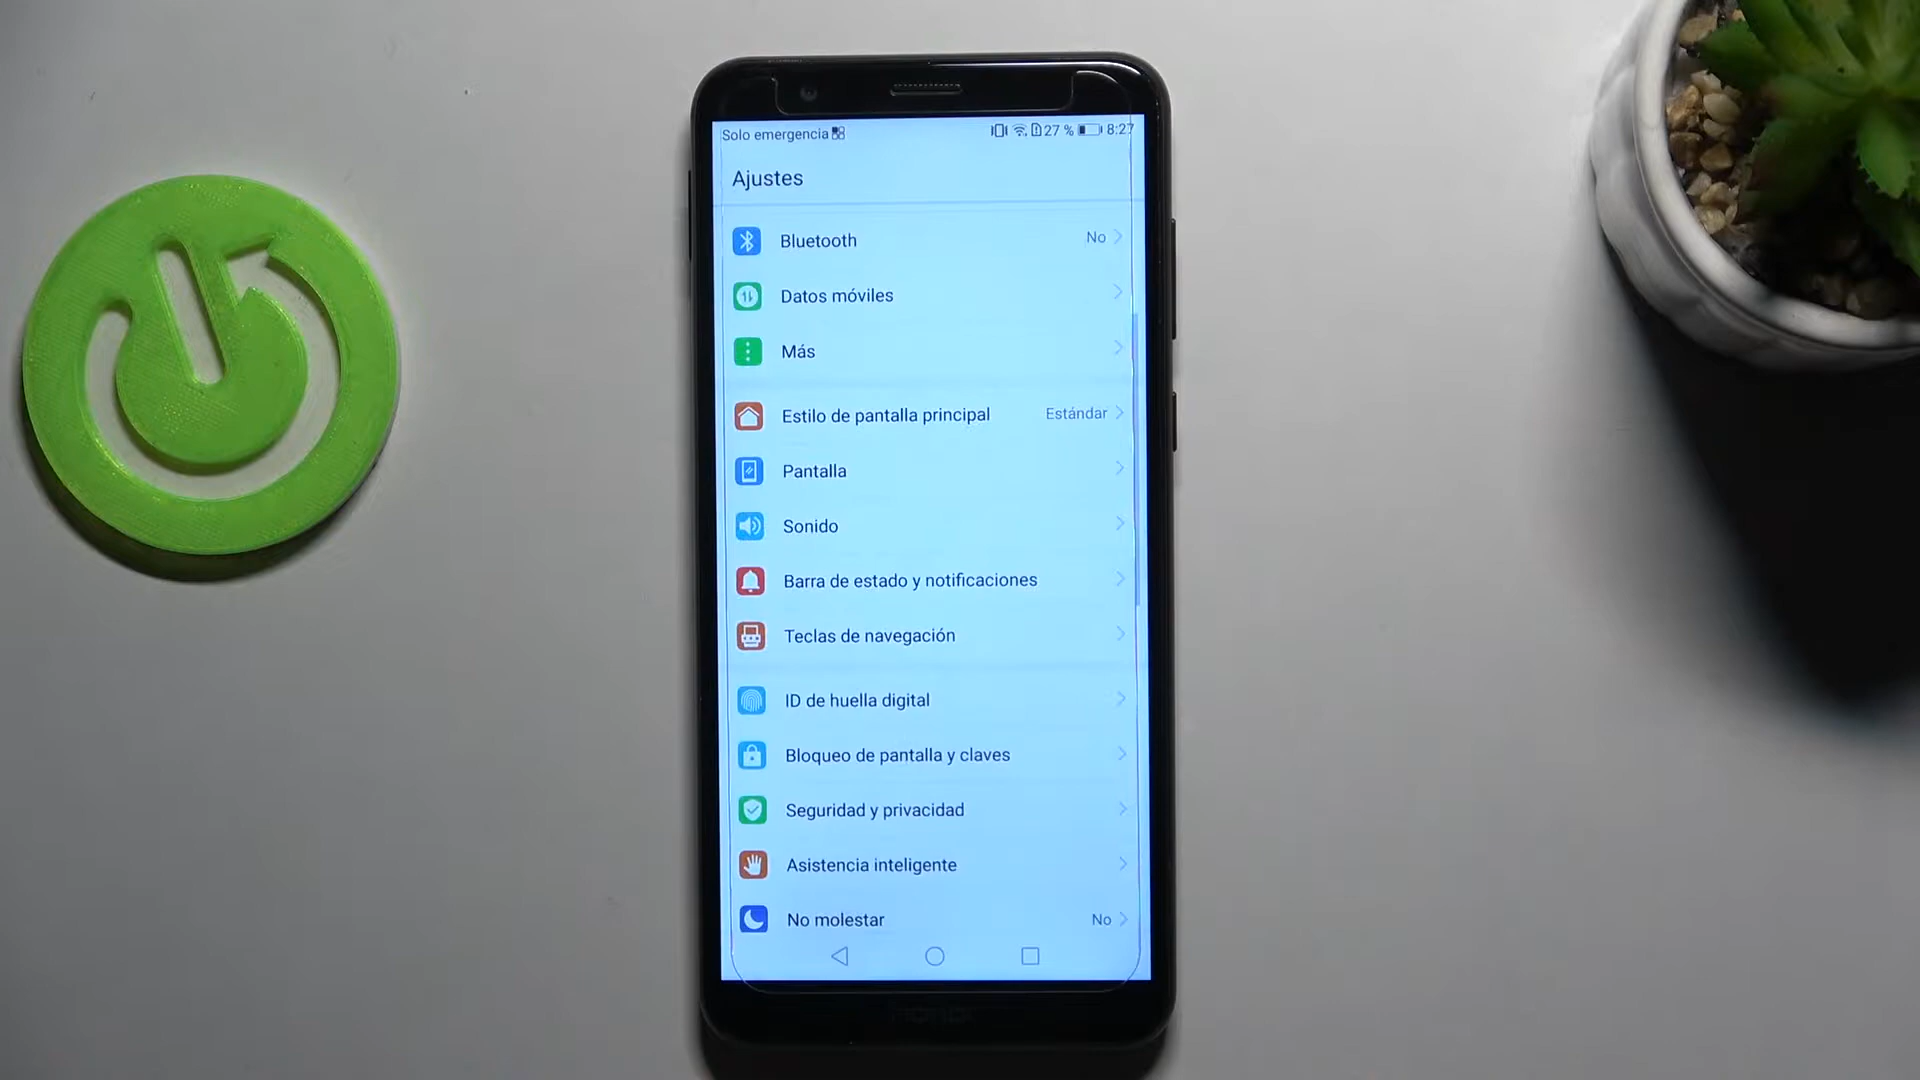 Solo emergencia 27 % 8:27
Ajustes
Bluetooth No
Datos móviles
Más
Estilo de pantalla principal Estándar
Pantalla
Sonido
Barra de estado y notificaciones
Teclas de navegación
ID de huella digital
Bloqueo de pantalla y claves
Seguridad y privacidad
Asistencia inteligente
No molestar No